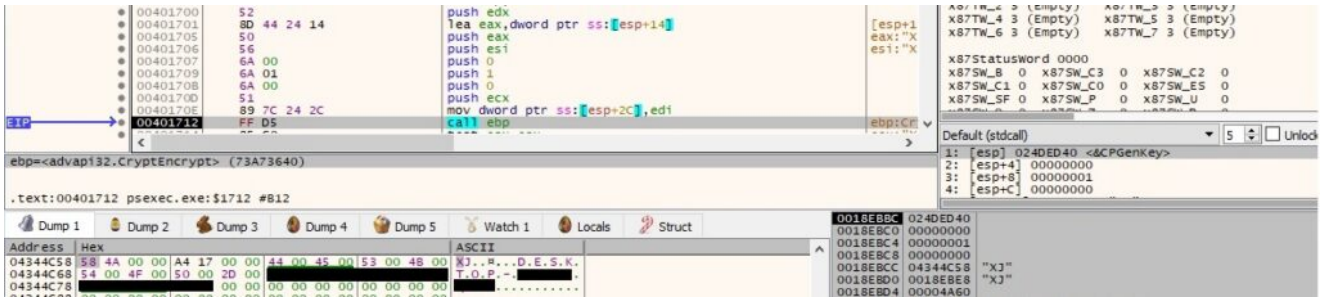 00401700 52 push edx
00401701 8D 44 24 14 lea eax,dword ptr ss:[esp+14] [esp+1
00401705 50 push eax eax:"X
00401706 56 push esi esi:"X
00401707 6A 00 push 0
00401709 6A 01 push 1
0040170B 6A 00 push 0
0040170D 51 push ecx
0040170E 89 7C 24 2C mov dword ptr ss:[esp+2C],edi
EIP 00401712 FF D5 call ebp ebp:Cr
x87TW_4 3 (Empty) x87TW_5 3 (Empty)
x87TW_6 3 (Empty) x87TW_7 3 (Empty)
x87StatusWord 0000
x87SW_B 0 x87SW_C3 0 x87SW_C2 0
x87SW_C1 0 x87SW_C0 0 x87SW_ES 0
x87SW_SF 0 x87SW_P 0 x87SW_U 0
Default (stdcall) 5 Unlock
1: [esp] 024DED40 <&CPGenKey>
2: [esp+4] 00000000
3: [esp+8] 00000001
4: [esp+C] 00000000
ebp=<advapi32.CryptEncrypt> (73A73640)
.text:00401712 psexec.exe:$1712 #B12
Dump 1 Dump 2 Dump 3 Dump 4 Dump 5 Watch 1 Locals Struct
Address Hex ASCII
04344C58 58 4A 00 00 A4 17 00 00 44 00 45 00 53 00 4B 00 XJ..¤...D.E.S.K.
04344C68 54 00 4F 00 50 00 2D 00 T.O.P.-.
04344C78 00 00 00 00 00 00 00 00 00 00
0018EBBC 024DED40
0018EBC0 00000000
0018EBC4 00000001
0018EBC8 00000000
0018EBCC 04344C58 "XJ"
0018EBD0 0018EBE8 "XJ"
0018EBD4 00004A60